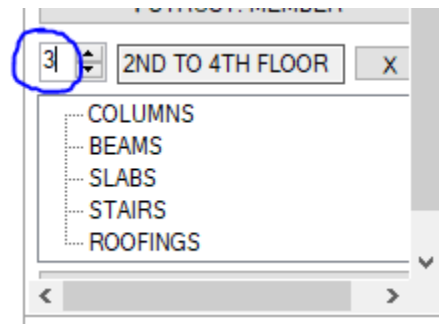 3 2ND TO 4TH FLOOR X
COLUMNS
BEAMS
SLABS
STAIRS
ROOFINGS